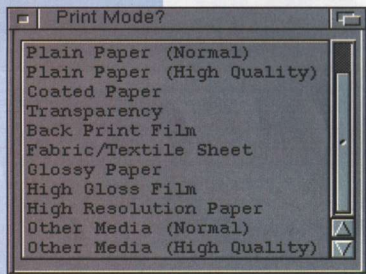 Print Mode?
Plain Paper (Normal)
Plain Paper (High Quality)
Coated Paper
Transparency
Back Print Film
Fabric/Textile Sheet
Glossy Paper
High Gloss Film
High Resolution Paper
Other Media (Normal)
Other Media (High Quality)